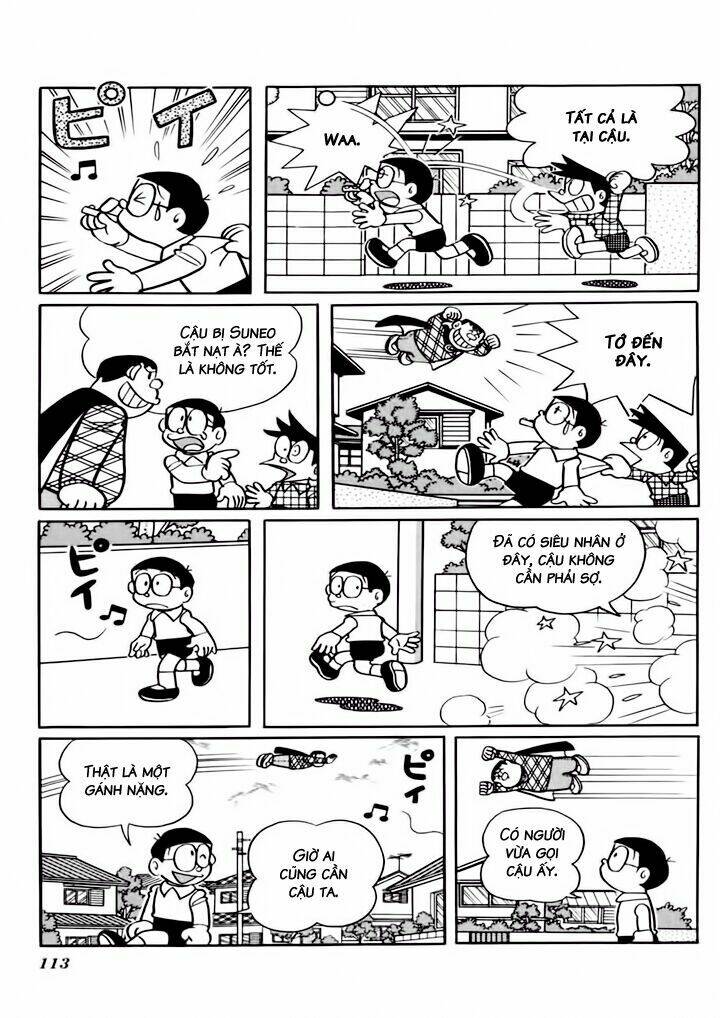 ピイ
WAA.
TẤT CẢ LÀ
TẠI CẬU.
CẬU BỊ SUNEO
BẮT NẠT À? THẾ
LÀ KHÔNG TỐT.
TỚ ĐẾN
ĐÂY.
ピィ
ĐÃ CÓ SIÊU NHÂN Ở
ĐÂY, CẬU KHÔNG
CẦN PHẢI SỢ.
THẬT LÀ MỘT
GÁNH NẶNG.
ピィ
GIỜ AI
CŨNG CẦN
CẬU TA.
CÓ NGƯỜI
VỪA GỌI
CẬU ẤY.
113